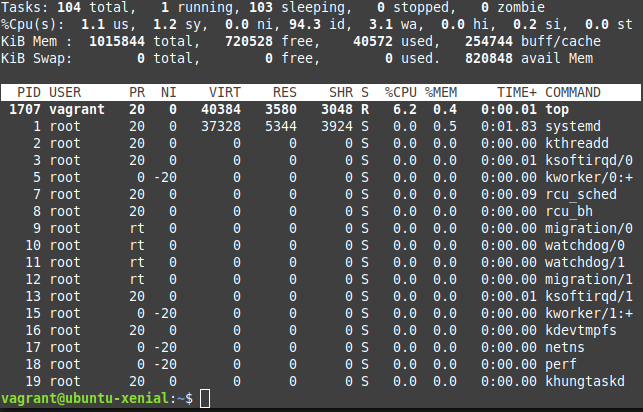 Tasks: 104 total,   1 running, 103 sleeping,   0 stopped,   0 zombie
%Cpu(s):  1.1 us,  1.2 sy,  0.0 ni, 94.3 id,  3.1 wa,  0.0 hi,  0.2 si,  0.0 st
KiB Mem :  1015844 total,   720528 free,    40572 used,   254744 buff/cache
KiB Swap:        0 total,        0 free,        0 used.   820848 avail Mem
  PID USER      PR  NI    VIRT    RES    SHR S  %CPU %MEM     TIME+ COMMAND
 1707 vagrant   20   0   40384   3580   3048 R   6.2  0.4   0:00.01 top
    1 root      20   0   37328   5344   3924 S   0.0  0.5   0:01.83 systemd
    2 root      20   0       0      0      0 S   0.0  0.0   0:00.00 kthreadd
    3 root      20   0       0      0      0 S   0.0  0.0   0:00.01 ksoftirqd/0
    5 root       0 -20       0      0      0 S   0.0  0.0   0:00.00 kworker/0:+
    7 root      20   0       0      0      0 S   0.0  0.0   0:00.09 rcu_sched
    8 root      20   0       0      0      0 S   0.0  0.0   0:00.00 rcu_bh
    9 root      rt   0       0      0      0 S   0.0  0.0   0:00.00 migration/0
   10 root      rt   0       0      0      0 S   0.0  0.0   0:00.00 watchdog/0
   11 root      rt   0       0      0      0 S   0.0  0.0   0:00.00 watchdog/1
   12 root      rt   0       0      0      0 S   0.0  0.0   0:00.00 migration/1
   13 root      20   0       0      0      0 S   0.0  0.0   0:00.01 ksoftirqd/1
   15 root       0 -20       0      0      0 S   0.0  0.0   0:00.00 kworker/1:+
   16 root      20   0       0      0      0 S   0.0  0.0   0:00.00 kdevtmpfs
   17 root       0 -20       0      0      0 S   0.0  0.0   0:00.00 netns
   18 root       0 -20       0      0      0 S   0.0  0.0   0:00.00 perf
   19 root      20   0       0      0      0 S   0.0  0.0   0:00.00 khungtaskd
vagrant@ubuntu-xenial:~$